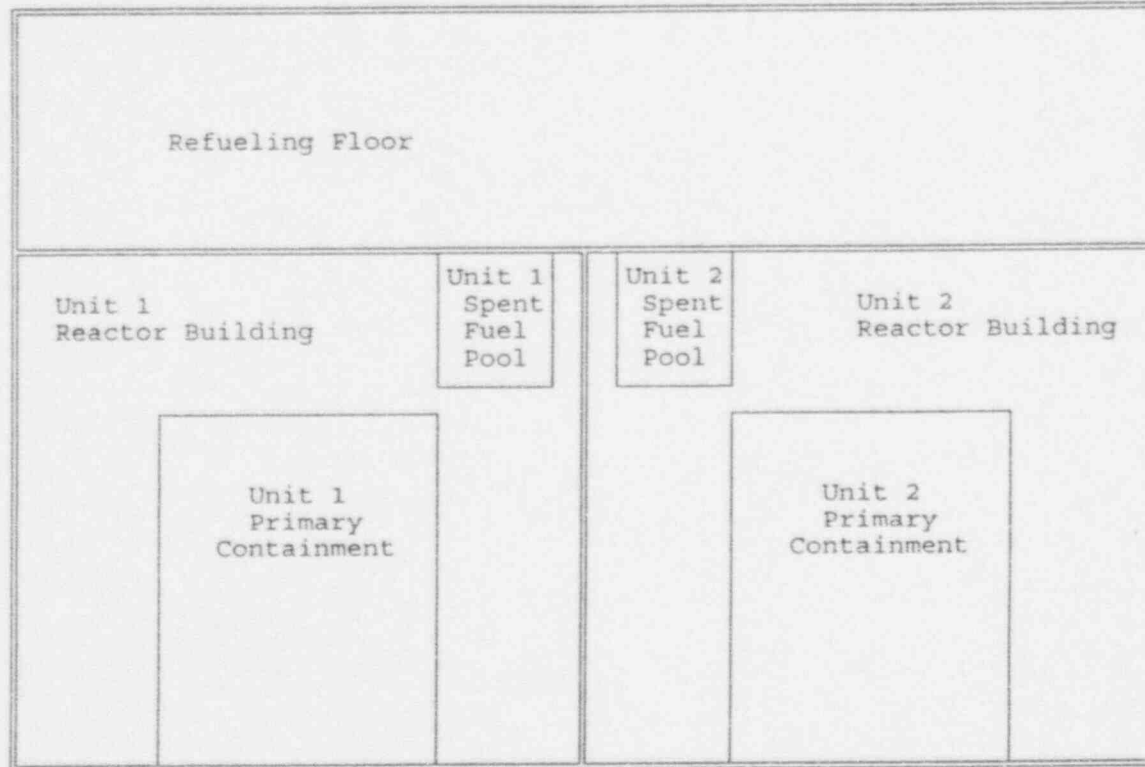 Refueling Floor
Unit 1
Reactor Building
Unit 1
Spent
Fuel
Pool
Unit 2
Spent
Fuel
Pool
Unit 2
Reactor Building
Unit 1
Primary
Containment
Unit 2
Primary
Containment